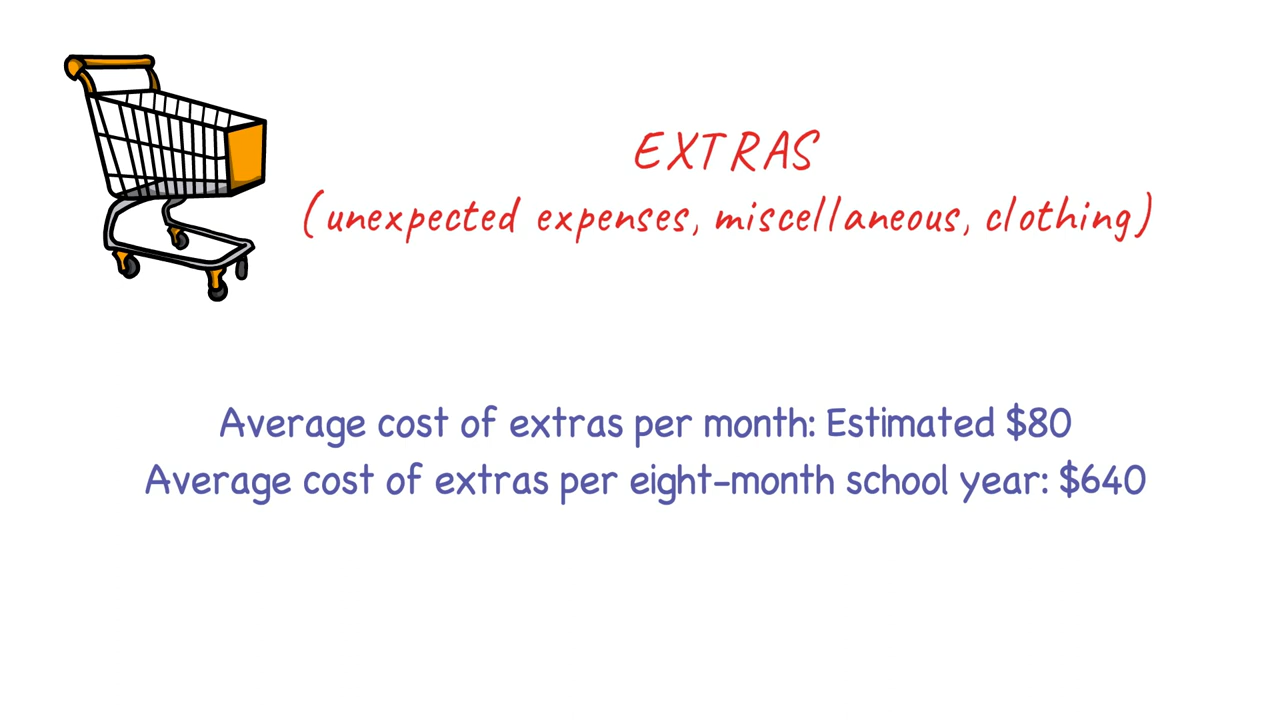 EXTRAS
(unexpected expenses, miscellaneous, clothing)
Average cost of extras per month: Estimated $80
Average cost of extras per eight-month school year: $640